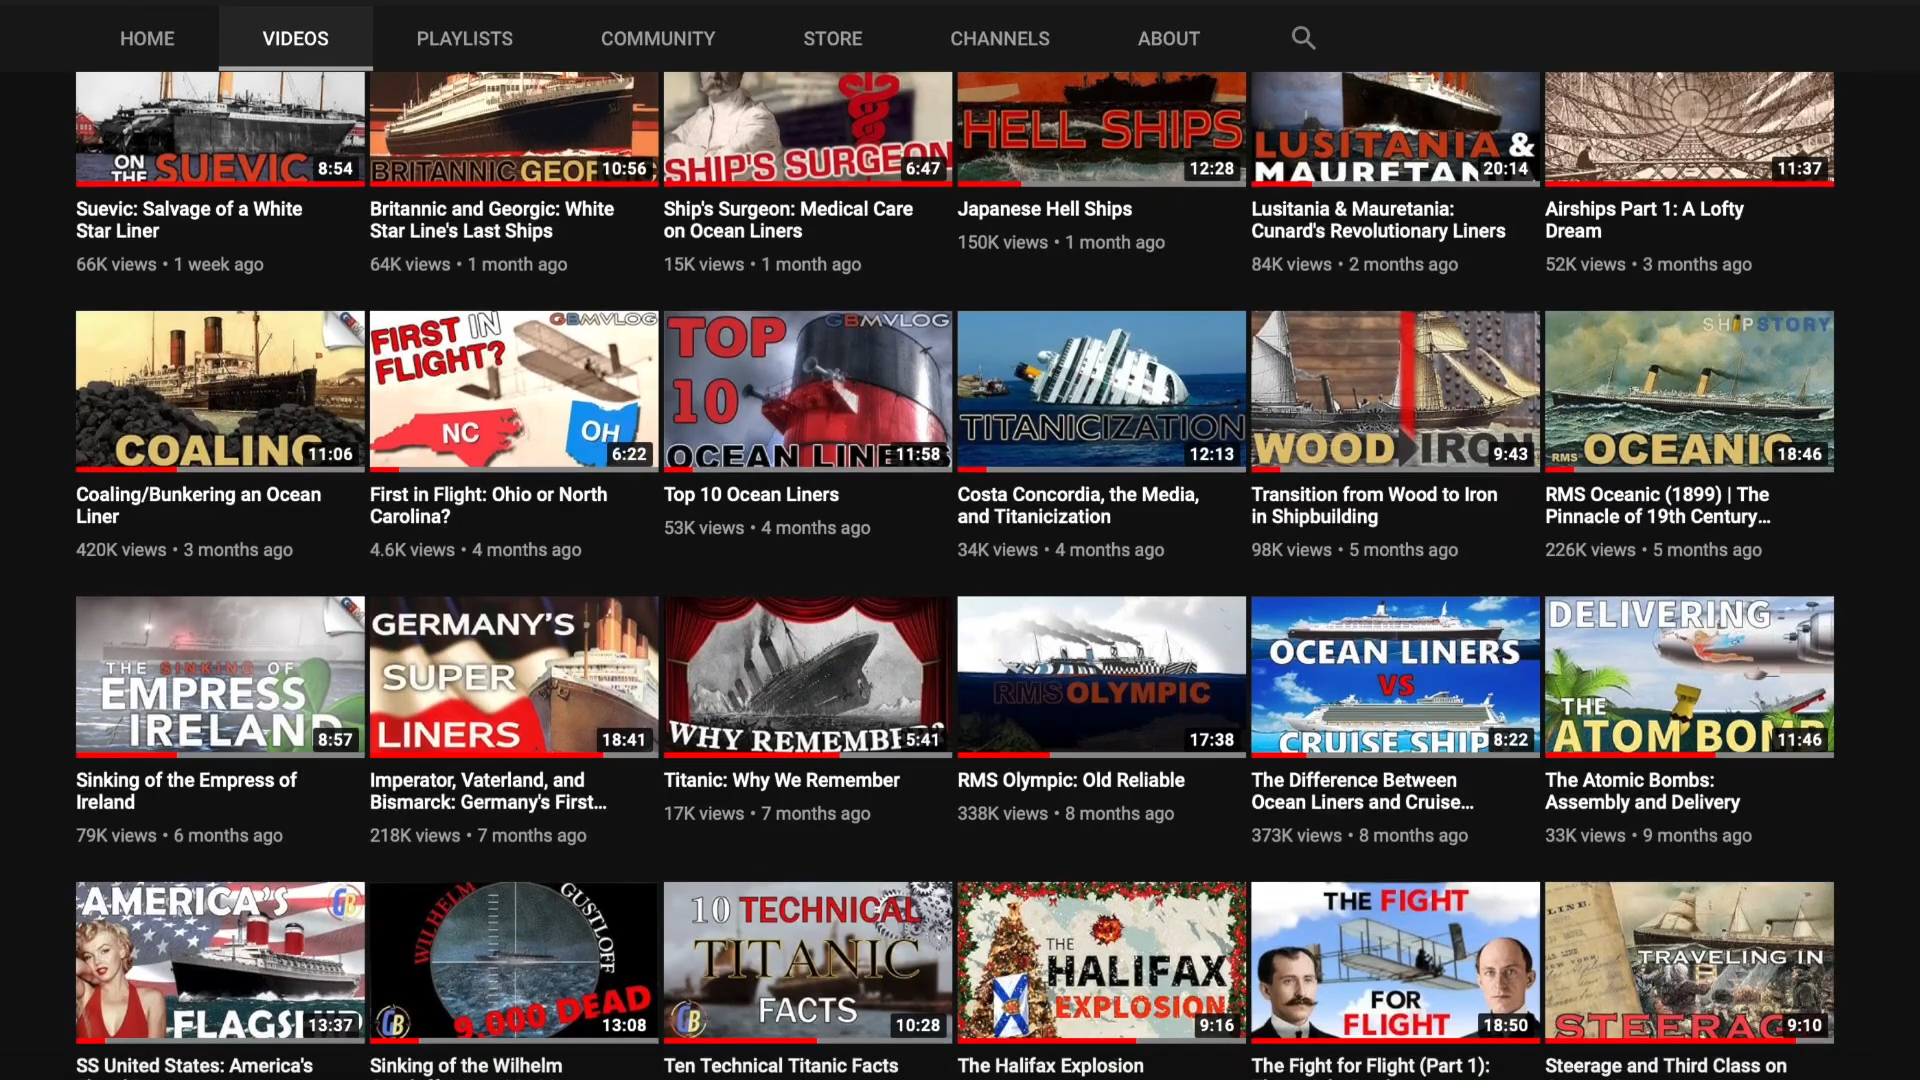 HOME VIDEOS PLAYLISTS COMMUNITY STORE CHANNELS ABOUT
ON THE SUEVIC 8:54
BRITANNIC 10:56
SHIP'S SURGEON 6:47
HELL SHIPS 12:28
LUSITANIA &
MAURETAN 20:14
11:37
Suevic: Salvage of a White
Star Liner
66K views • 1 week ago
Britannic and Georgic: White
Star Line's Last Ships
64K views • 1 month ago
Ship's Surgeon: Medical Care
on Ocean Liners
15K views • 1 month ago
Japanese Hell Ships
150K views • 1 month ago
Lusitania & Mauretania:
Cunard's Revolutionary Liners
84K views • 2 months ago
Airships Part 1: A Lofty
Dream
52K views • 3 months ago
COALING 11:06
GBMVLOG
FIRST IN
FLIGHT?
NC OH
6:22
GBMVLOG
TOP
10
OCEAN LINERS 11:58
TITANICIZATION
12:13
WOOD IRON 9:43
SHIPSTORY
RMS OCEANIC 18:46
Coaling/Bunkering an Ocean
Liner
420K views • 3 months ago
First in Flight: Ohio or North
Carolina?
4.6K views • 4 months ago
Top 10 Ocean Liners
53K views • 4 months ago
Costa Concordia, the Media,
and Titanicization
34K views • 4 months ago
Transition from Wood to Iron
in Shipbuilding
98K views • 5 months ago
RMS Oceanic (1899) | The
Pinnacle of 19th Century...
226K views • 5 months ago
THE SINKING OF
EMPRESS
IRELAND 8:57
GERMANY'S
SUPER
LINERS 18:41
WHY REMEMBER? 5:41
RMS OLYMPIC
17:38
OCEAN LINERS
VS
CRUISE SHIP 8:22
DELIVERING
THE
ATOM BOMB 11:46
Sinking of the Empress of
Ireland
79K views • 6 months ago
Imperator, Vaterland, and
Bismarck: Germany's First...
218K views • 7 months ago
Titanic: Why We Remember
17K views • 7 months ago
RMS Olympic: Old Reliable
338K views • 8 months ago
The Difference Between
Ocean Liners and Cruise...
373K views • 8 months ago
The Atomic Bombs:
Assembly and Delivery
33K views • 9 months ago
AMERICA'S GB
FLAGSHIP 13:37
WILHELM GUSTLOFF
GB 9,000 DEAD
13:08
10 TECHNICAL
TITANIC
GB FACTS
10:28
THE
HALIFAX
EXPLOSION
9:16
THE FIGHT
FOR
FLIGHT 18:50
LINE.
TRAVELING IN
STEERAG 9:10
SS United States: America's
Sinking of the Wilhelm
Ten Technical Titanic Facts
The Halifax Explosion
The Fight for Flight (Part 1):
Steerage and Third Class on